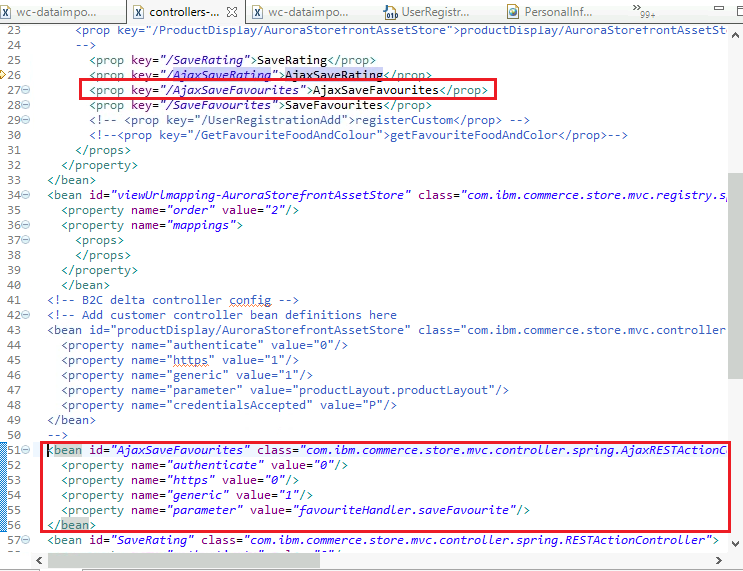 wc-dataimpo...
controllers-...
wc-dataimpo...
UserRegistr...
PersonalInf...
»99+
23 <prop key="/ProductDisplay/AuroraStorefrontAssetStore">productDisplay/AuroraStorefrontAssetSto
24 -->
25 <prop key="/SaveRating">SaveRating</prop>
26 <prop key="/AjaxSaveRating">AjaxSaveRating</prop>
27 <prop key="/AjaxSaveFavourites">AjaxSaveFavourites</prop>
28 <prop key="/SaveFavourites">SaveFavourites</prop>
29 <!-- <prop key="/UserRegistrationAdd">registerCustom</prop> -->
30 <!--<prop key="/GetFavouriteFoodAndColour">getFavouriteFoodAndColor</prop>-->
31 </props>
32 </property>
33 </bean>
34 <bean id="viewUrlmapping-AuroraStorefrontAssetStore" class="com.ibm.commerce.store.mvc.registry.sp
35 <property name="order" value="2"/>
36 <property name="mappings">
37 <props>
38 </props>
39 </property>
40 </bean>
41 <!-- B2C delta controller config -->
42 <!-- Add customer controller bean definitions here
43 <bean id="productDisplay/AuroraStorefrontAssetStore" class="com.ibm.commerce.store.mvc.controller
44 <property name="authenticate" value="0"/>
45 <property name="https" value="1"/>
46 <property name="generic" value="1"/>
47 <property name="parameter" value="productLayout.productLayout"/>
48 <property name="credentialsAccepted" value="P"/>
49 </bean>
50 -->
51 <bean id="AjaxSaveFavourites" class="com.ibm.commerce.store.mvc.controller.spring.AjaxRESTActionCo
52 <property name="authenticate" value="0"/>
53 <property name="https" value="0"/>
54 <property name="generic" value="1"/>
55 <property name="parameter" value="favouriteHandler.saveFavourite"/>
56 </bean>
57 <bean id="SaveRating" class="com.ibm.commerce.store.mvc.controller.spring.RESTActionController">